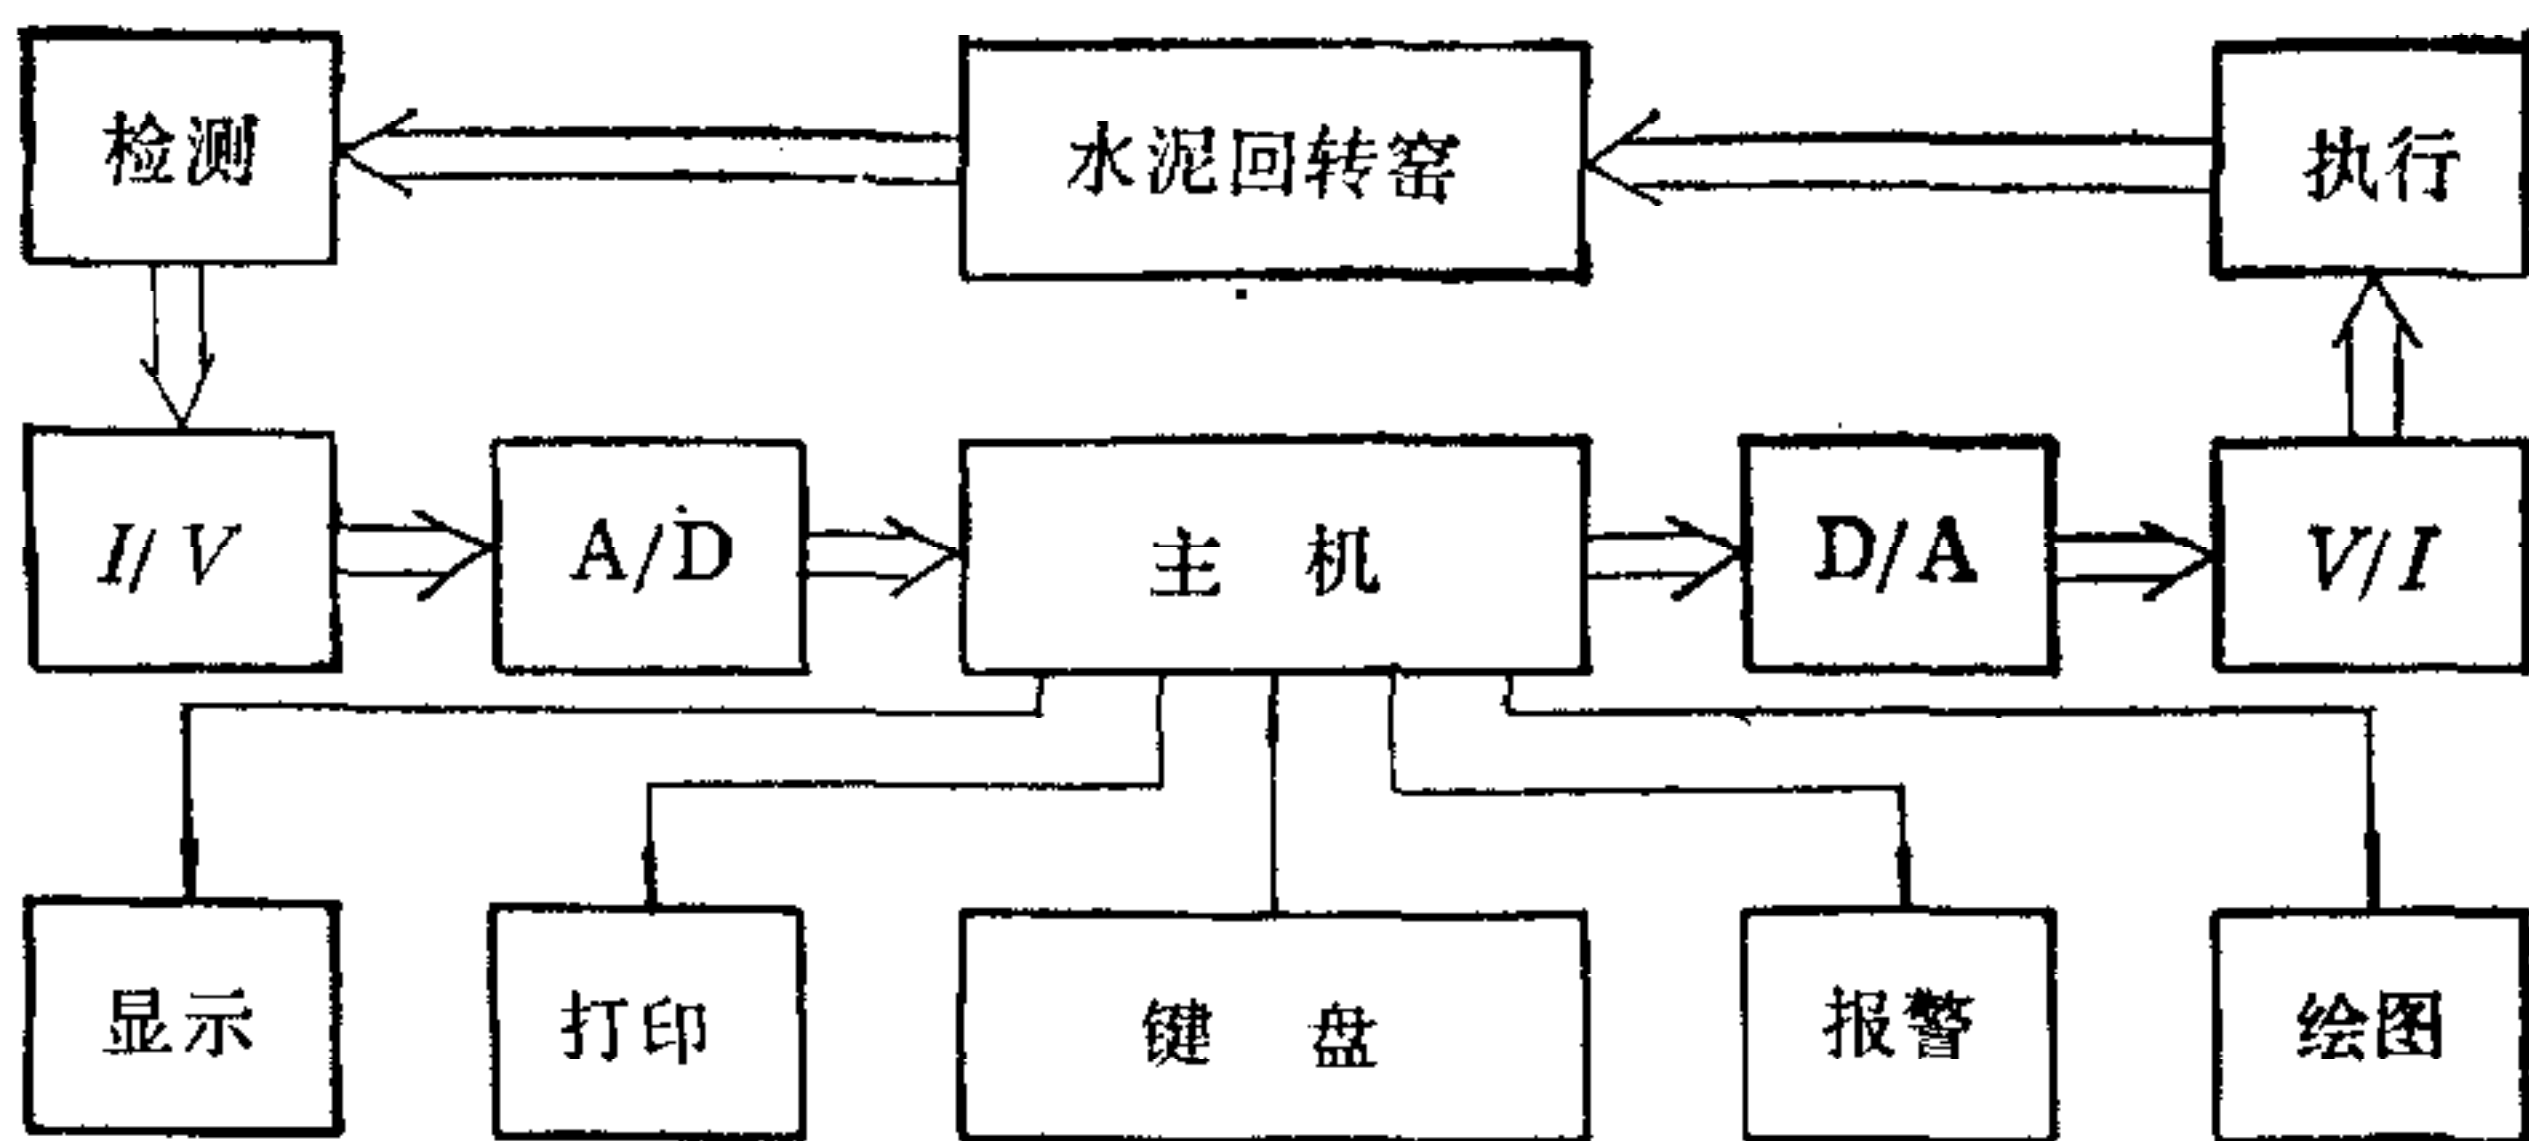 检测 水泥回转窑 执行
I/V A/D 主机 D/A V/I
显示 打印 键盘 报警 绘图